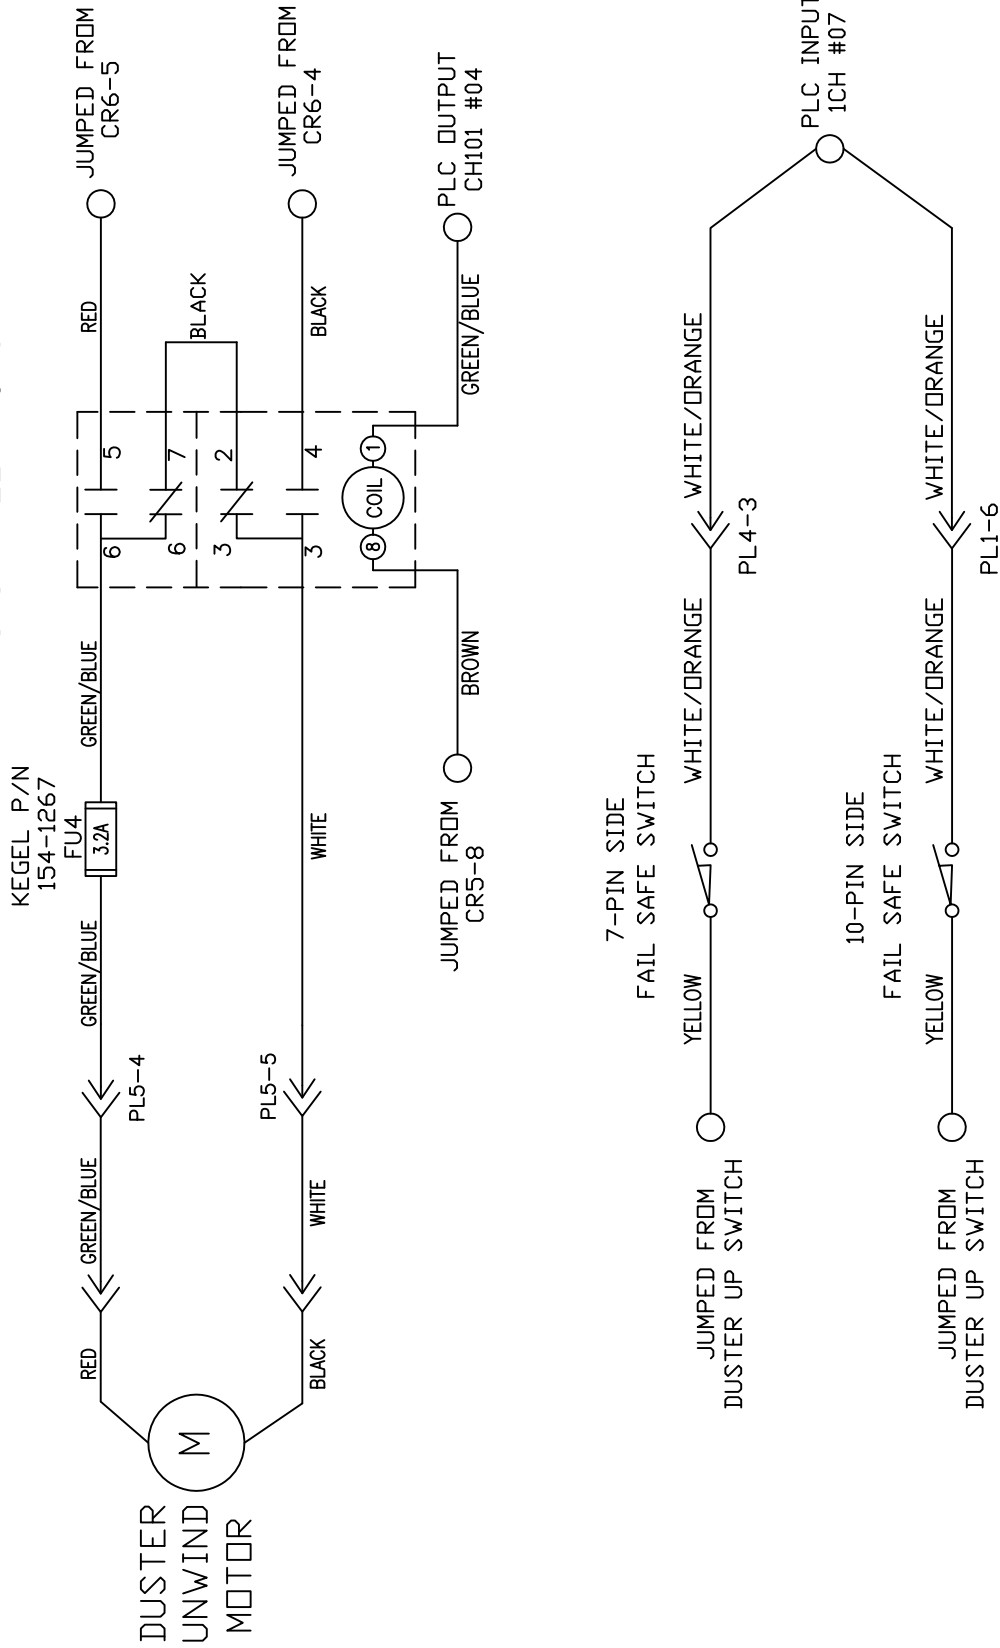 DUSTER
UNWIND
MOTOR
M
RED
GREEN/BLUE
PL5-4
GREEN/BLUE
KEGEL P/N
154-1267
FU4
3.2A
GREEN/BLUE
6
5
RED
JUMPED FROM
CR6-5
6
7
BLACK
3
2
BLACK
WHITE
PL5-5
WHITE
3
4
BLACK
JUMPED FROM
CR6-4
JUMPED FROM
CR5-8
BROWN
8
COIL
1
GREEN/BLUE
PLC OUTPUT
CH101 #04
7-PIN SIDE
FAIL SAFE SWITCH
JUMPED FROM
DUSTER UP SWITCH
YELLOW
WHITE/ORANGE
PL4-3
WHITE/ORANGE
PLC INPUT
1CH #07
10-PIN SIDE
FAIL SAFE SWITCH
JUMPED FROM
DUSTER UP SWITCH
YELLOW
WHITE/ORANGE
PL1-6
WHITE/ORANGE